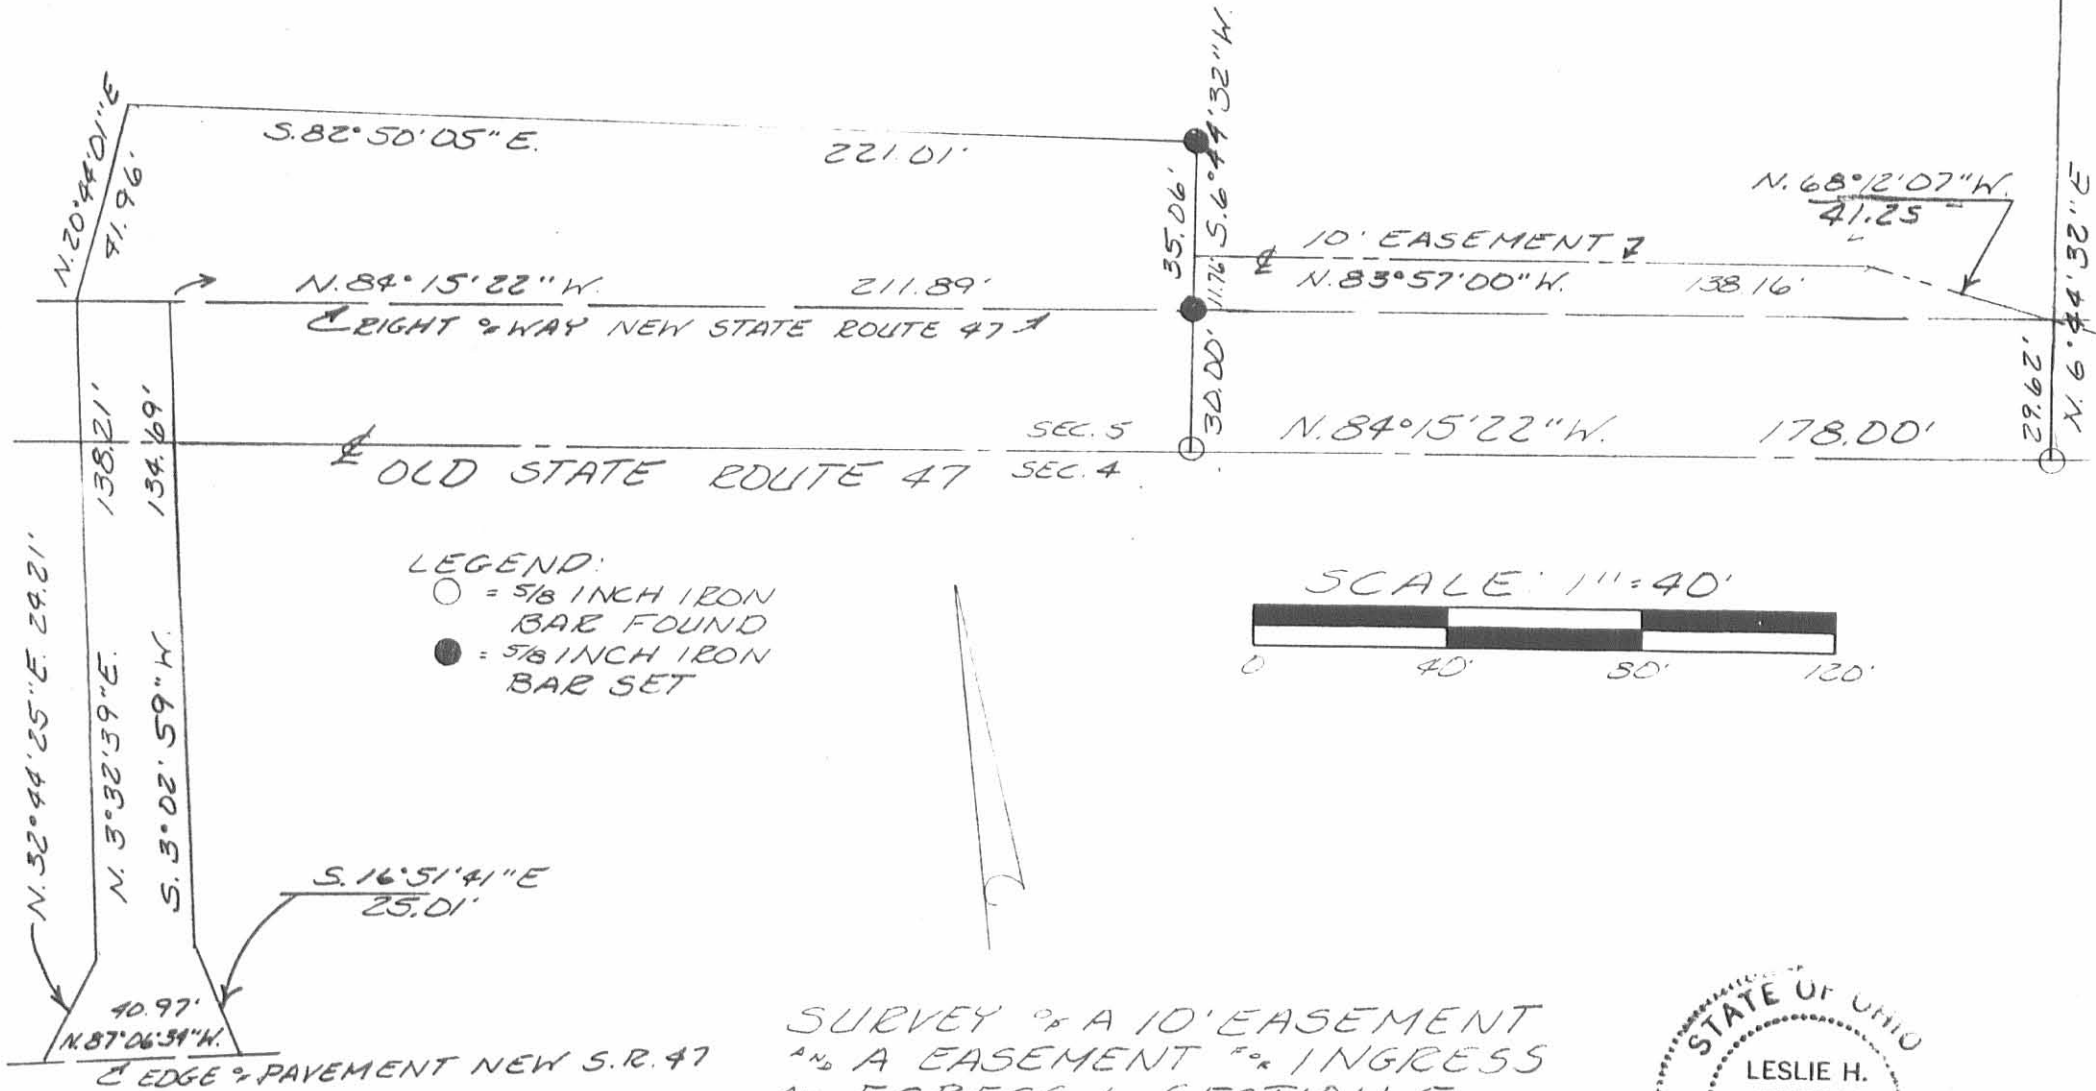 N. 20° 44' 01" E
41.96'
S. 82° 50' 05" E.
221.01'
35.06'
S. 6° 44' 32" W.
11.76'
10' EASEMENT
N. 83° 57' 00" W.
138.16'
N. 68° 12' 07" W.
41.25
N. 6° 44' 32" E
29.62'
N. 84° 15' 22" W.
211.89'
RIGHT OF WAY NEW STATE ROUTE 47
30.00'
138.21'
134.69'
SEC. 5
SEC. 4
N. 84° 15' 22" W.
178.00'
℄ OLD STATE ROUTE 47
LEGEND:
○ = 5/8 INCH IRON
BAR FOUND
● = 5/8 INCH IRON
BAR SET
SCALE: 1" = 40'
0 40' 80' 120'
N. 32° 44' 25" E. 24.21'
N. 3° 32' 39" E.
S. 3° 02' 59" W.
S. 16° 51' 41" E
25.01'
40.97'
EDGE OF PAVEMENT NEW S.R. 47
SURVEY OF A 10' EASEMENT
AND A EASEMENT FOR INGRESS
STATE OF OHIO
LESLIE H.